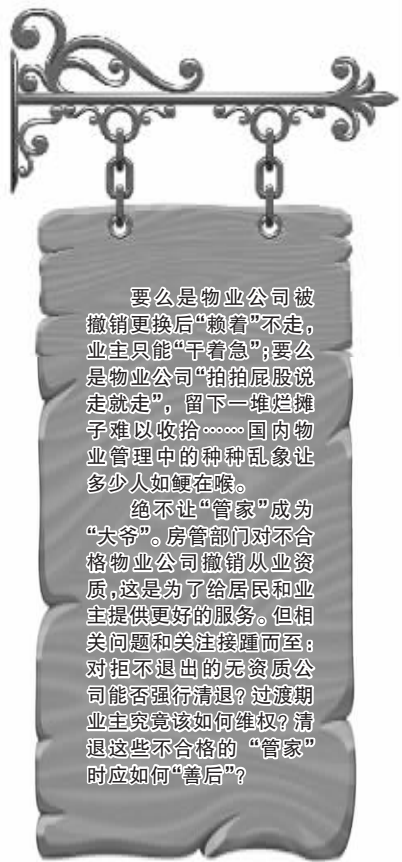 要么是物业公司被
撤销更换后“赖着”不走，
业主只能“干着急”；要么
是物业公司“拍拍屁股说
走就走”，留下一堆烂摊
子难以收拾……国内物
业管理中的种种乱象让
多少人如鲠在喉。
绝不让“管家”成为
“大爷”。房管部门对不合
格物业公司撤销从业资
质，这是为了给居民和业
主提供更好的服务。但相
关问题和关注接踵而至：
对拒不退出的无资质公
司能否强行清退？过渡期
业主究竟该如何维权？清
退这些不合格的“管家”
时应如何“善后”？